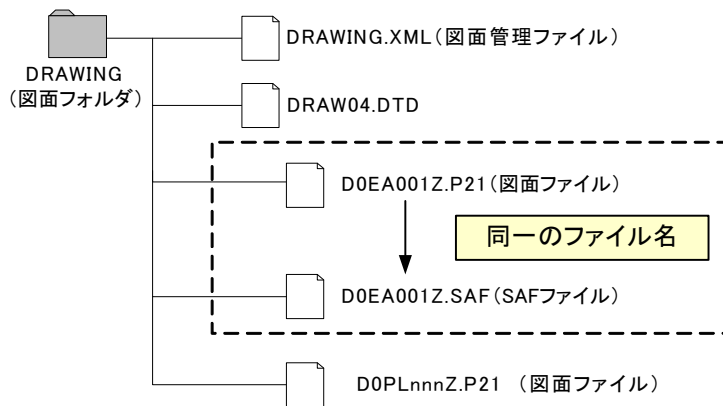 DRAWING.XML(図面管理ファイル)
DRAWING
(図面フォルダ)
DRAW04.DTD
D0EA001Z.P21(図面ファイル)
同一のファイル名
D0EA001Z.SAF(SAFファイル)
D0PLnnnZ.P21 (図面ファイル)